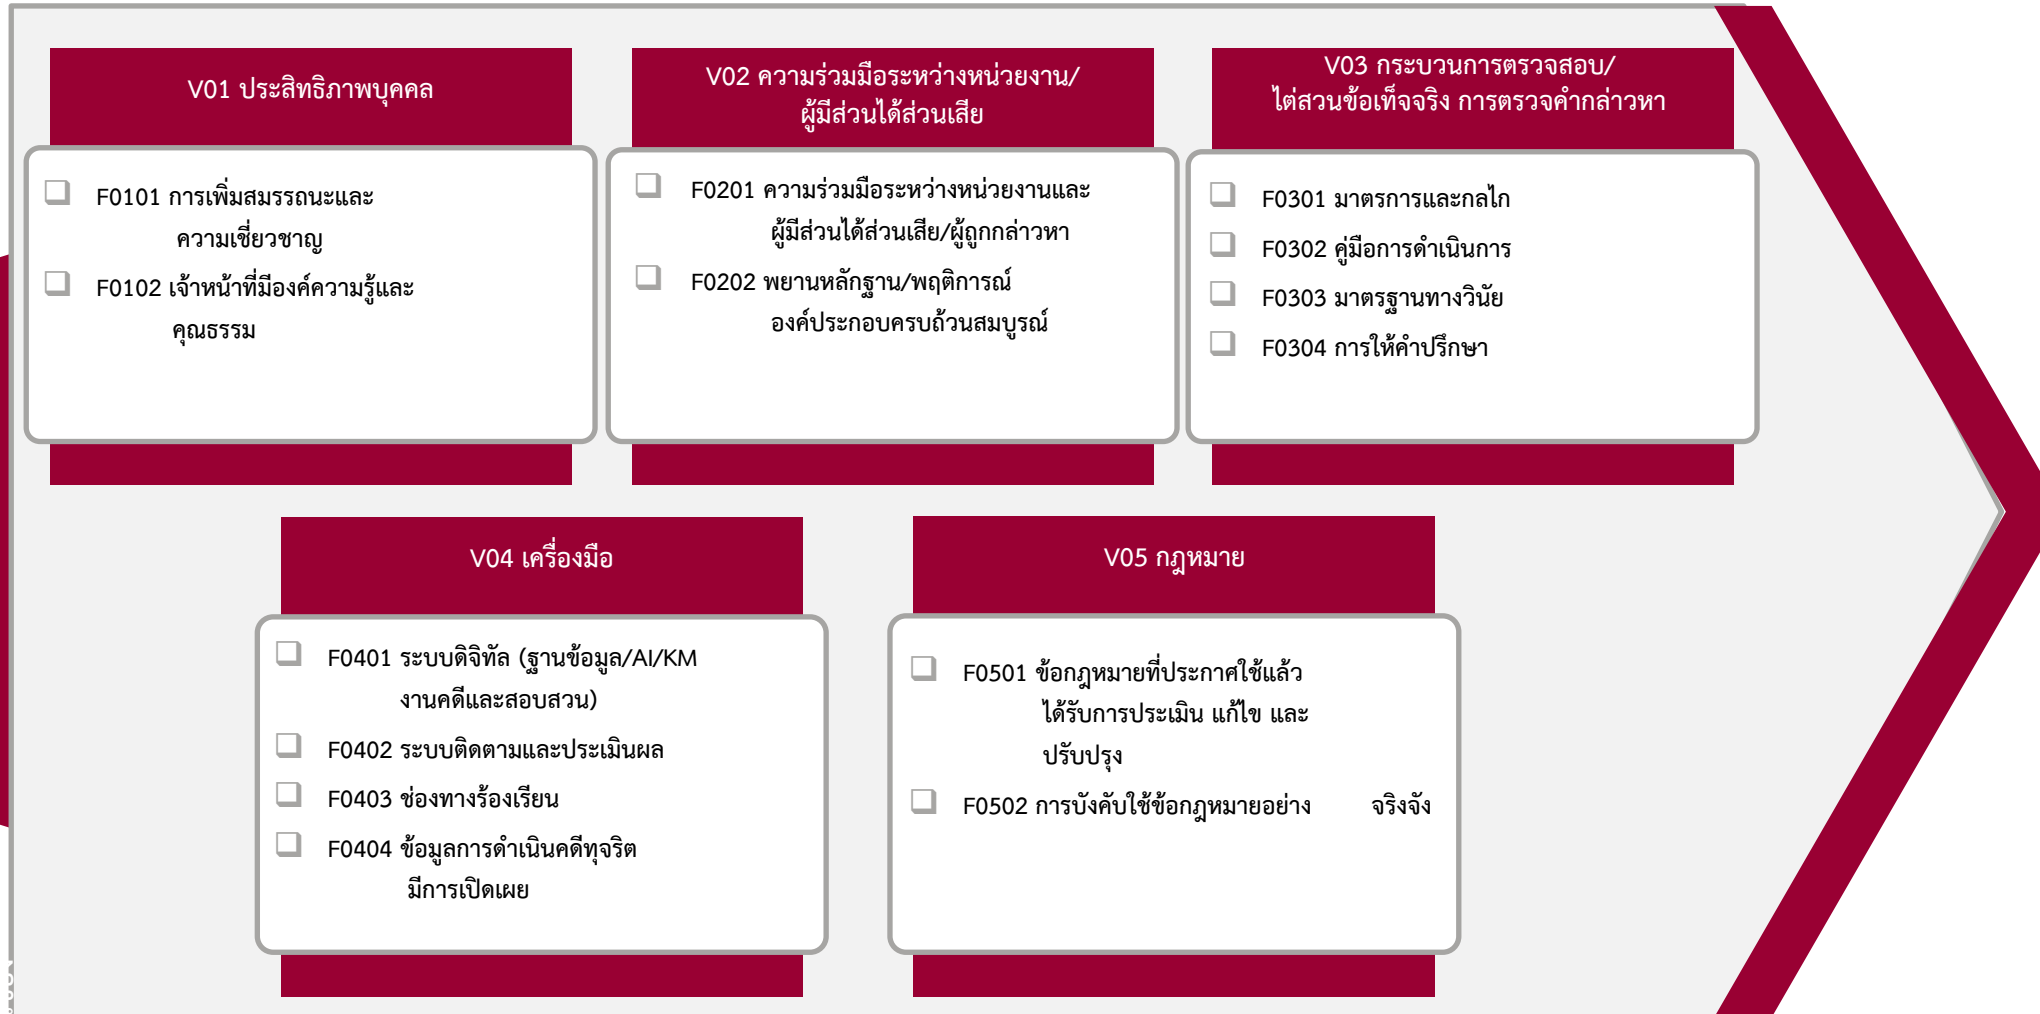 V01 ประสิทธิภาพบุคคล
F0101 การเพิ่มสมรรถนะและ
ความเชี่ยวชาญ
F0102 เจ้าหน้าที่มีองค์ความรู้และ
คุณธรรม
V02 ความร่วมมือระหว่างหน่วยงาน/
ผู้มีส่วนได้ส่วนเสีย
F0201 ความร่วมมือระหว่างหน่วยงานและ
ผู้มีส่วนได้ส่วนเสีย/ผู้ถูกกล่าวหา
F0202 พยานหลักฐาน/พฤติการณ์
องค์ประกอบครบถ้วนสมบูรณ์
V03 กระบวนการตรวจสอบ/
ไต่สวนข้อเท็จจริง การตรวจคำกล่าวหา
F0301 มาตรการและกลไก
F0302 คู่มือการดำเนินการ
F0303 มาตรฐานทางวินัย
F0304 การให้คำปรึกษา
V04 เครื่องมือ
F0401 ระบบดิจิทัล (ฐานข้อมูล/AI/KM
งานคดีและสอบสวน)
F0402 ระบบติดตามและประเมินผล
F0403 ช่องทางร้องเรียน
F0404 ข้อมูลการดำเนินคดีทุจริต
มีการเปิดเผย
V05 กฎหมาย
F0501 ข้อกฎหมายที่ประกาศใช้แล้ว
ได้รับการประเมิน แก้ไข และ
ปรับปรุง
F0502 การบังคับใช้ข้อกฎหมายอย่าง จริงจัง